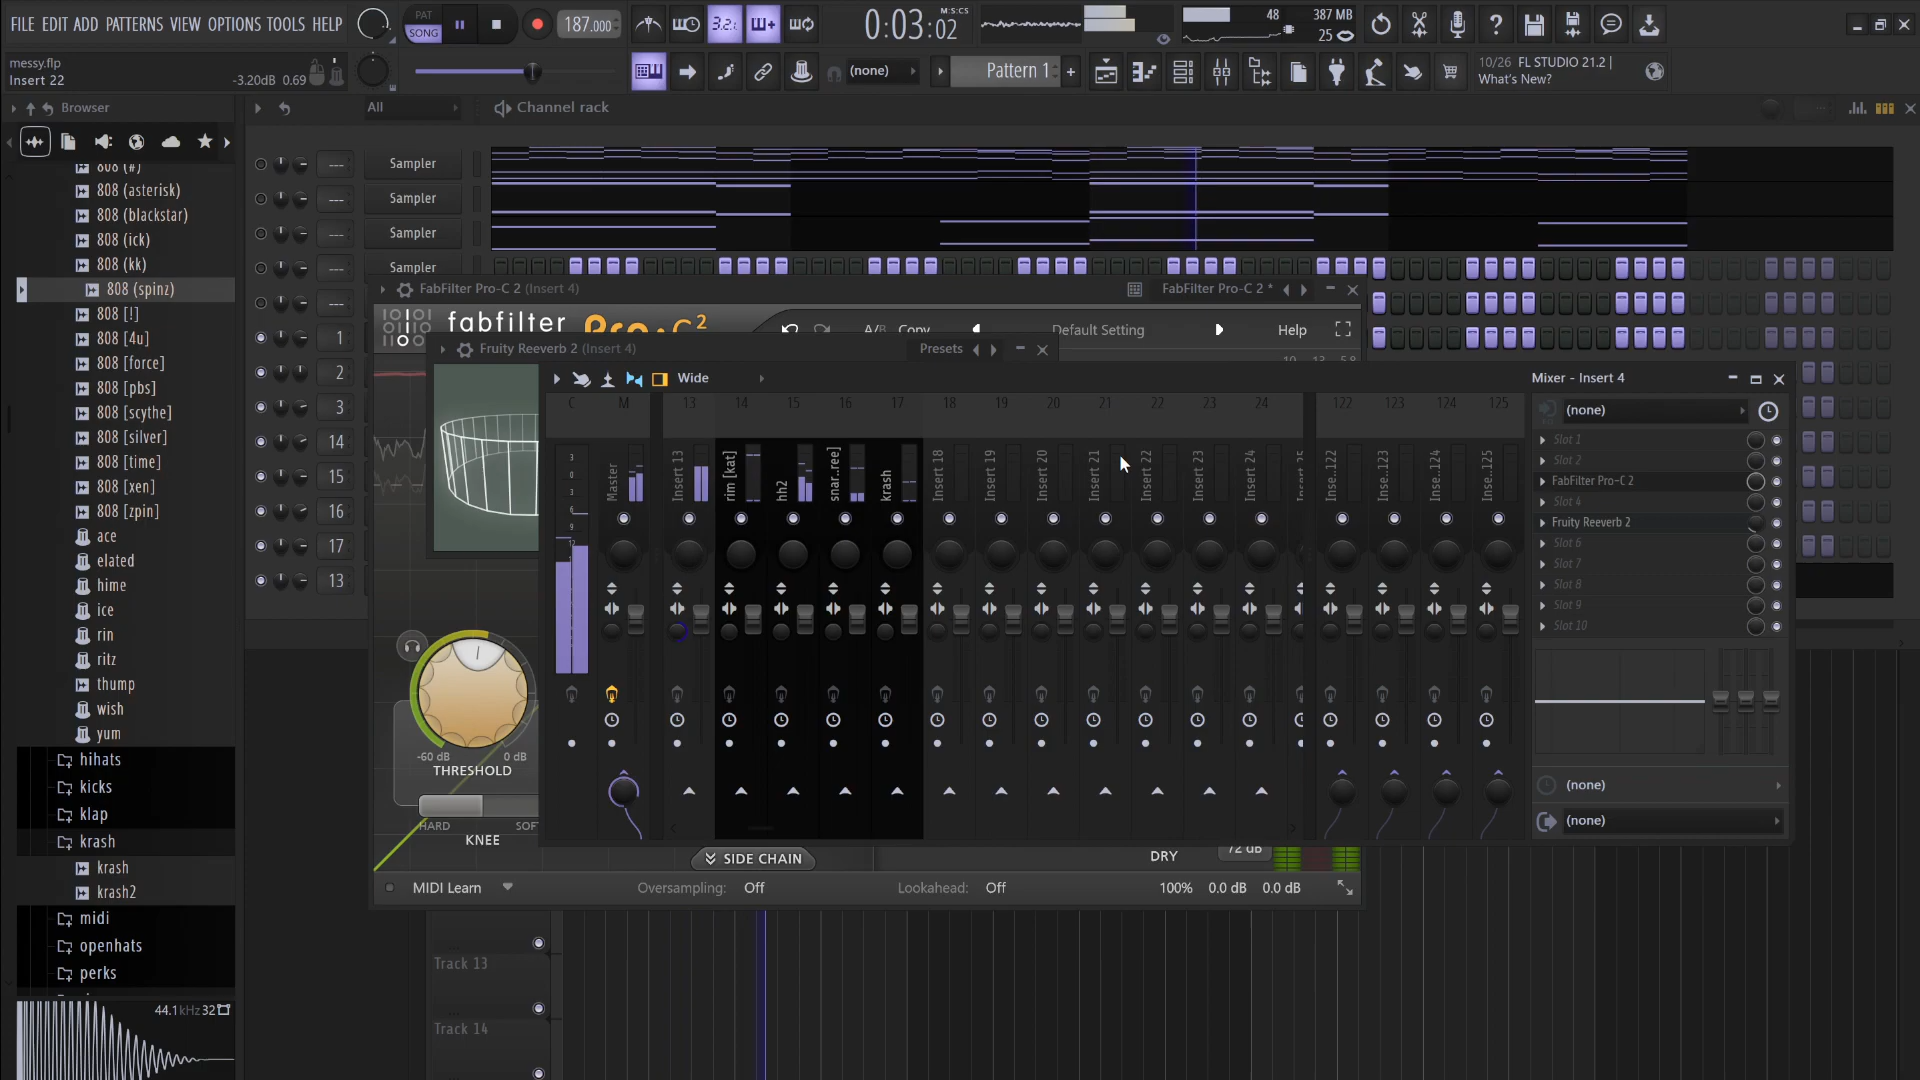 FILE EDIT ADD PATTERNS VIEW OPTIONS TOOLS HELP
PAT
SONG
187.000
3.2.
0:03:02
M:S:CS
48
387 MB
25
messy.flp
Insert 22
-3.20dB 0.69
(none)
Pattern 1
10/26 FL STUDIO 21.2 |
What's New?
Browser
All
Channel rack
808 (#)
808 (asterisk)
808 (blackstar)
808 (ick)
808 (kk)
808 (spinz)
808 [!]
808 [4u]
808 [force]
808 [pbs]
808 [scythe]
808 [silver]
808 [time]
808 [xen]
808 [zpin]
ace
elated
hime
ice
rin
ritz
thump
wish
yum
hihats
kicks
klap
krash
krash
krash2
midi
openhats
perks
44.1kHz 32
--- Sampler
--- Sampler
--- Sampler
--- Sampler
---
1
2
3
14
15
16
17
13
FabFilter Pro-C 2 (Insert 4)
FabFilter Pro-C 2 *
fabfilter Pro·C²
A/B Copy
Default Setting
Help
Fruity Reeverb 2 (Insert 4)
Presets
Wide
C M 13 14 15 16 17 18 19 20 21 22 23 24 122 123 124 125
Master
Insert 13
rim [kat]
hh2
snar..ree]
krash
Insert 18
Insert 19
Insert 20
Insert 21
Insert 22
Insert 23
Insert 24
Inse..122
Inse..123
Inse..124
Inse..125
Mixer - Insert 4
(none)
Slot 1
Slot 2
FabFilter Pro-C 2
Slot 4
Fruity Reeverb 2
Slot 6
Slot 7
Slot 8
Slot 9
Slot 10
(none)
(none)
-60 dB 0 dB
THRESHOLD
HARD SOF
KNEE
SIDE CHAIN
DRY
72 dB
MIDI Learn
Oversampling: Off
Lookahead: Off
100% 0.0 dB 0.0 dB
Track 13
Track 14